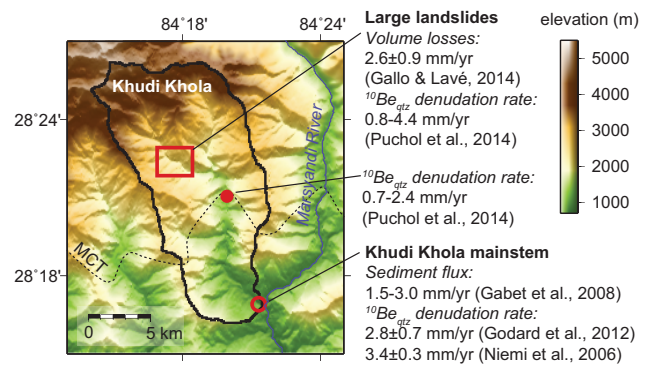 84°18'
84°24'
28°24'
28°18'
Khudi Khola
Marsyandi River
MCT
0
5 km
Large landslides
Volume losses:
2.6±0.9 mm/yr
(Gallo & Lavé, 2014)
¹⁰Be_qtz denudation rate:
0.8-4.4 mm/yr
(Puchol et al., 2014)
¹⁰Be_qtz denudation rate:
0.7-2.4 mm/yr
(Puchol et al., 2014)
Khudi Khola mainstem
Sediment flux:
1.5-3.0 mm/yr (Gabet et al., 2008)
¹⁰Be_qtz denudation rate:
2.8±0.7 mm/yr (Godard et al., 2012)
3.4±0.3 mm/yr (Niemi et al., 2006)
elevation (m)
5000
4000
3000
2000
1000